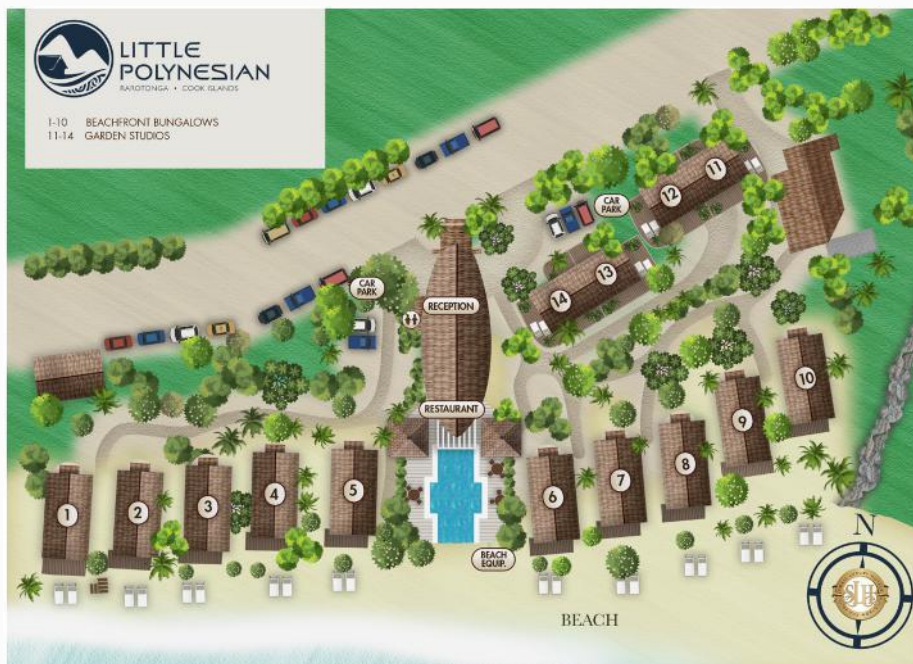 LITTLE
POLYNESIAN
RAROTONGA • COOK ISLANDS
1-10 BEACHFRONT BUNGALOWS
11-14 GARDEN STUDIOS
11
12
CAR
PARK
13
14
CAR
PARK
RECEPTION
RESTAURANT
10
9
8
7
6
5
4
3
2
1
BEACH
EQUIP.
BEACH
N
SLH